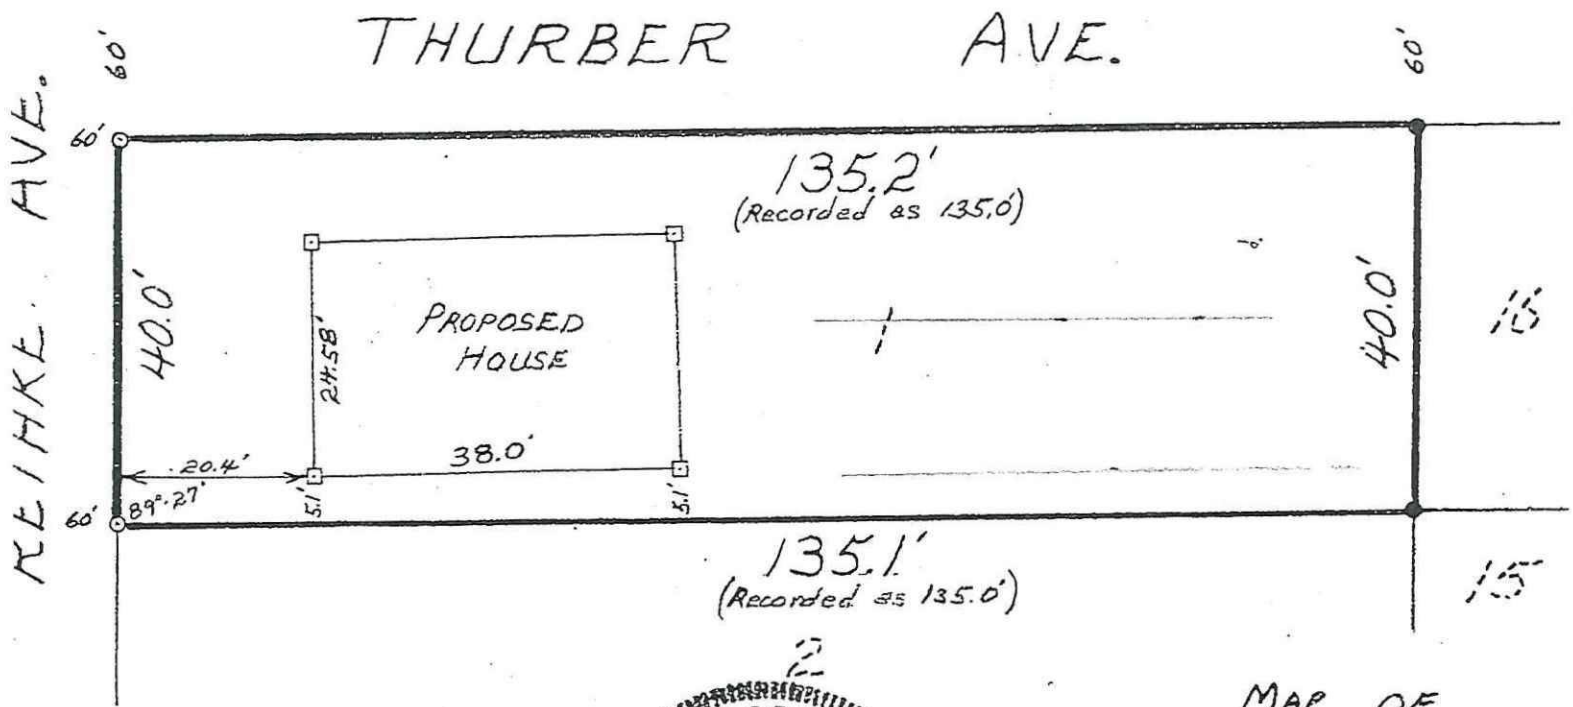 THURBER AVE.
60'
60'
KEIHKE AVE.
60'
135.2'
(Recorded as 135.0')
40.0'
PROPOSED
HOUSE
24.58'
1
40.0'
16
38.0'
20.4'
89°-27'
5.1'
5.1'
60'
135.1'
(Recorded as 135.0')
15
2
MAP OF